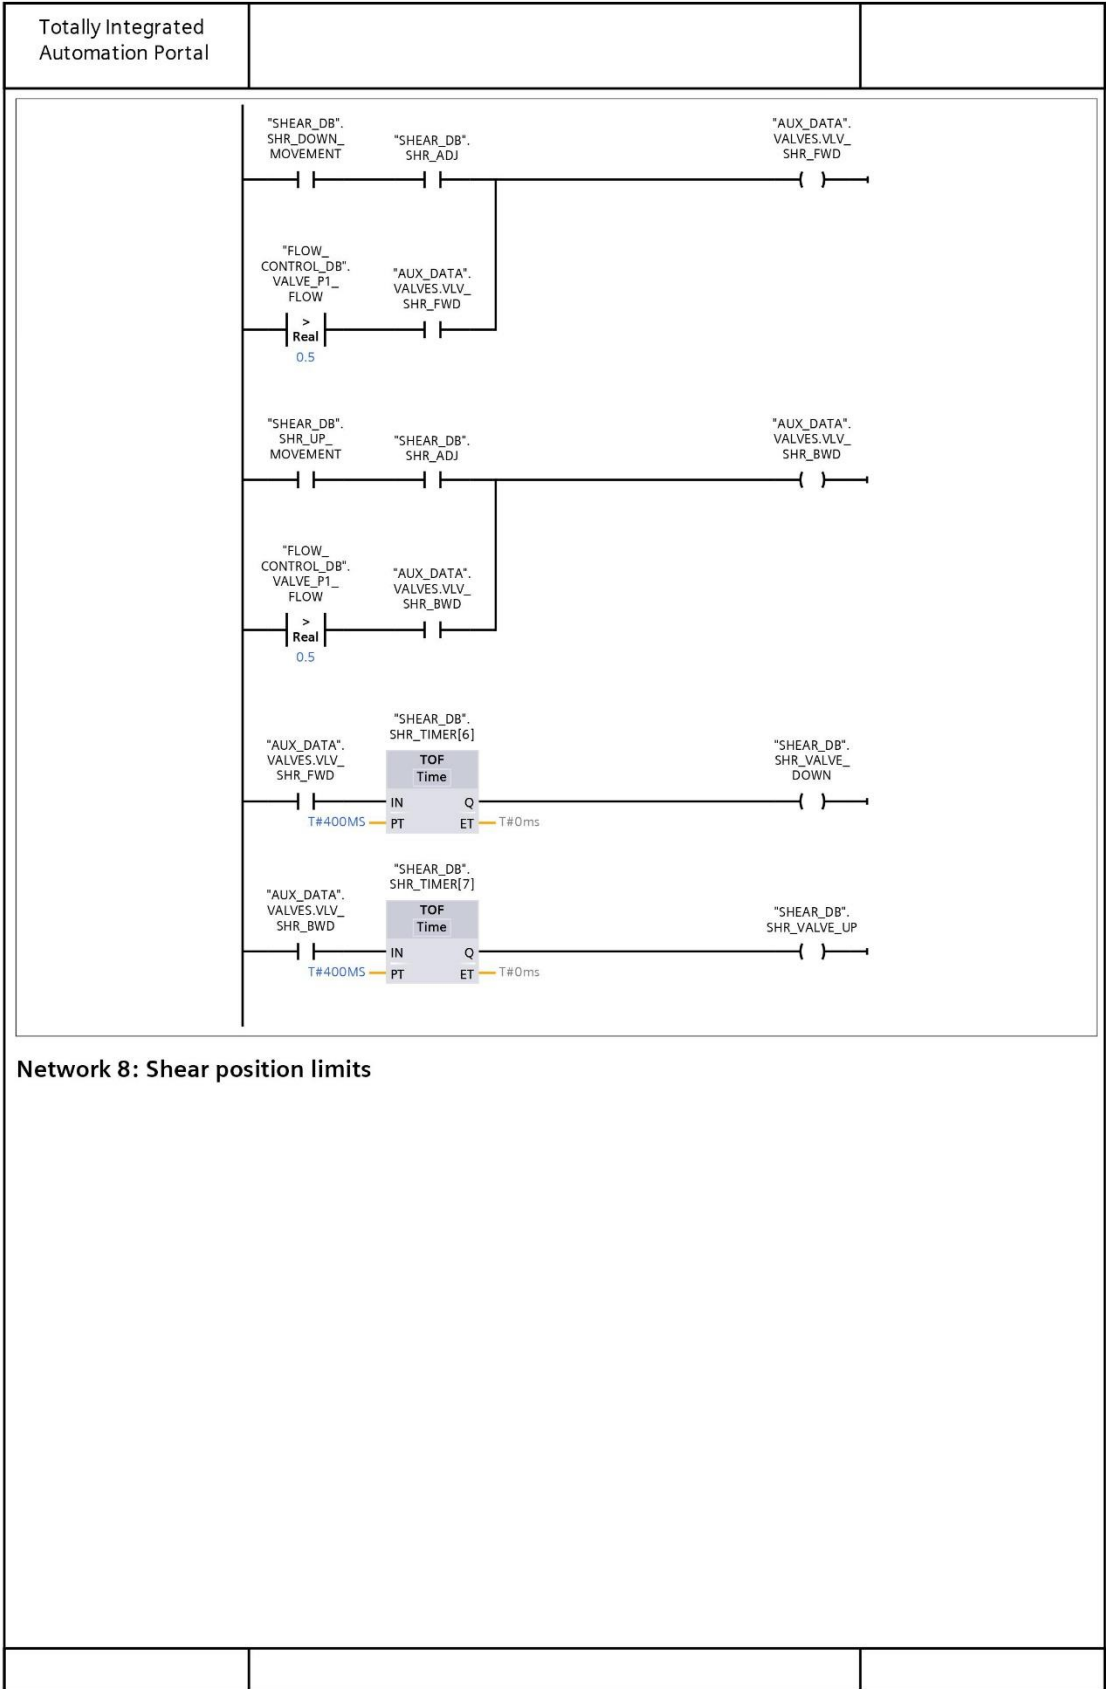 Totally Integrated
Automation Portal
"SHEAR_DB".
SHR_DOWN_
MOVEMENT
"SHEAR_DB".
SHR_ADJ
"AUX_DATA".
VALVES.VLV_
SHR_FWD
"FLOW_
CONTROL_DB".
VALVE_P1_
FLOW
"AUX_DATA".
VALVES.VLV_
SHR_FWD
>
Real
0.5
"SHEAR_DB".
SHR_UP_
MOVEMENT
"SHEAR_DB".
SHR_ADJ
"AUX_DATA".
VALVES.VLV_
SHR_BWD
"FLOW_
CONTROL_DB".
VALVE_P1_
FLOW
"AUX_DATA".
VALVES.VLV_
SHR_BWD
>
Real
0.5
"AUX_DATA".
VALVES.VLV_
SHR_FWD
"SHEAR_DB".
SHR_TIMER[6]
TOF
Time
IN Q
T#400MS PT ET T#0ms
"SHEAR_DB".
SHR_VALVE_
DOWN
"AUX_DATA".
VALVES.VLV_
SHR_BWD
"SHEAR_DB".
SHR_TIMER[7]
TOF
Time
IN Q
T#400MS PT ET T#0ms
"SHEAR_DB".
SHR_VALVE_UP
Network 8: Shear position limits